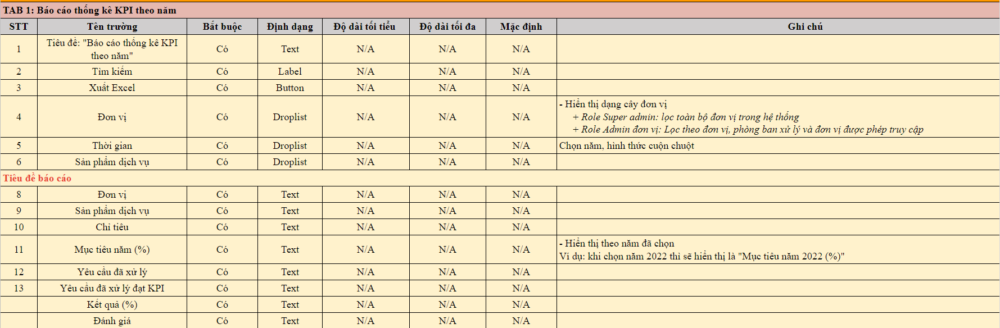 TAB 1: Báo cáo thống kê KPI theo năm
STT Tên trường Bắt buộc Định dạng Độ dài tối tiểu Độ dài tối đa Mặc định Ghi chú
1 Tiêu đề: "Báo cáo thống kê KPI theo năm" Có Text N/A N/A N/A
2 Tìm kiếm Có Label N/A N/A N/A
3 Xuất Excel Có Button N/A N/A N/A
4 Đơn vị Có Droplist N/A N/A N/A - Hiển thị dạng cây đơn vị
+ Role Super admin: lọc toàn bộ đơn vị trong hệ thống
+ Role Admin đơn vị: Lọc theo đơn vị, phòng ban xử lý và đơn vị được phép truy cập
5 Thời gian Có Droplist N/A N/A N/A Chọn năm, hình thức cuộn chuột
6 Sản phẩm dịch vụ Có Droplist N/A N/A N/A
Tiêu đề báo cáo
8 Đơn vị Có Text N/A N/A N/A
9 Sản phẩm dịch vụ Có Text N/A N/A N/A
10 Chỉ tiêu Có Text N/A N/A N/A
11 Mục tiêu năm (%) Có Text N/A N/A N/A - Hiển thị theo năm đã chọn
Ví dụ: khi chọn năm 2022 thì sẽ hiển thị là "Mục tiêu năm 2022 (%)"
12 Yêu cầu đã xử lý Có Text N/A N/A N/A
13 Yêu cầu đã xử lý đạt KPI Có Text N/A N/A N/A
Kết quả (%) Có Text N/A N/A N/A
Đánh giá Có Text N/A N/A N/A